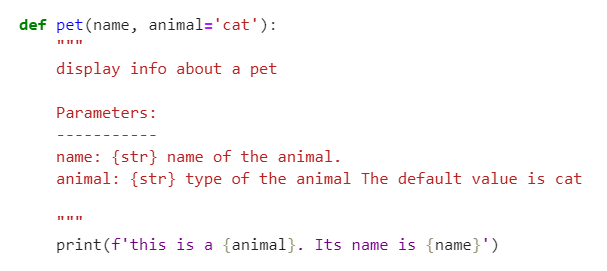 def pet(name, animal='cat'):
    """
    display info about a pet

    Parameters:
    -----------
    name: {str} name of the animal.
    animal: {str} type of the animal The default value is cat

    """
    print(f'this is a {animal}. Its name is {name}')